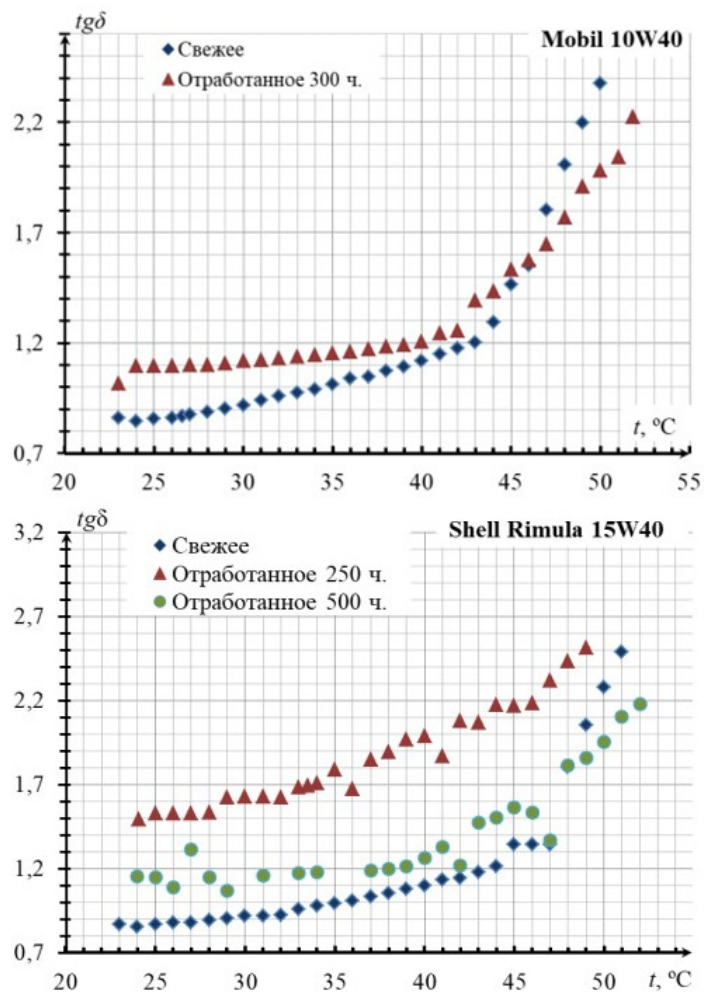 tgδ
Mobil 10W40
Свежее
Отработанное 300 ч.
2,2
1,7
1,2
0,7
t, ºC
20 25 30 35 40 45 50 55
tgδ
3,2
Shell Rimula 15W40
Свежее
Отработанное 250 ч.
Отработанное 500 ч.
2,7
2,2
1,7
1,2
0,7
20 25 30 35 40 45 50 t, ºC